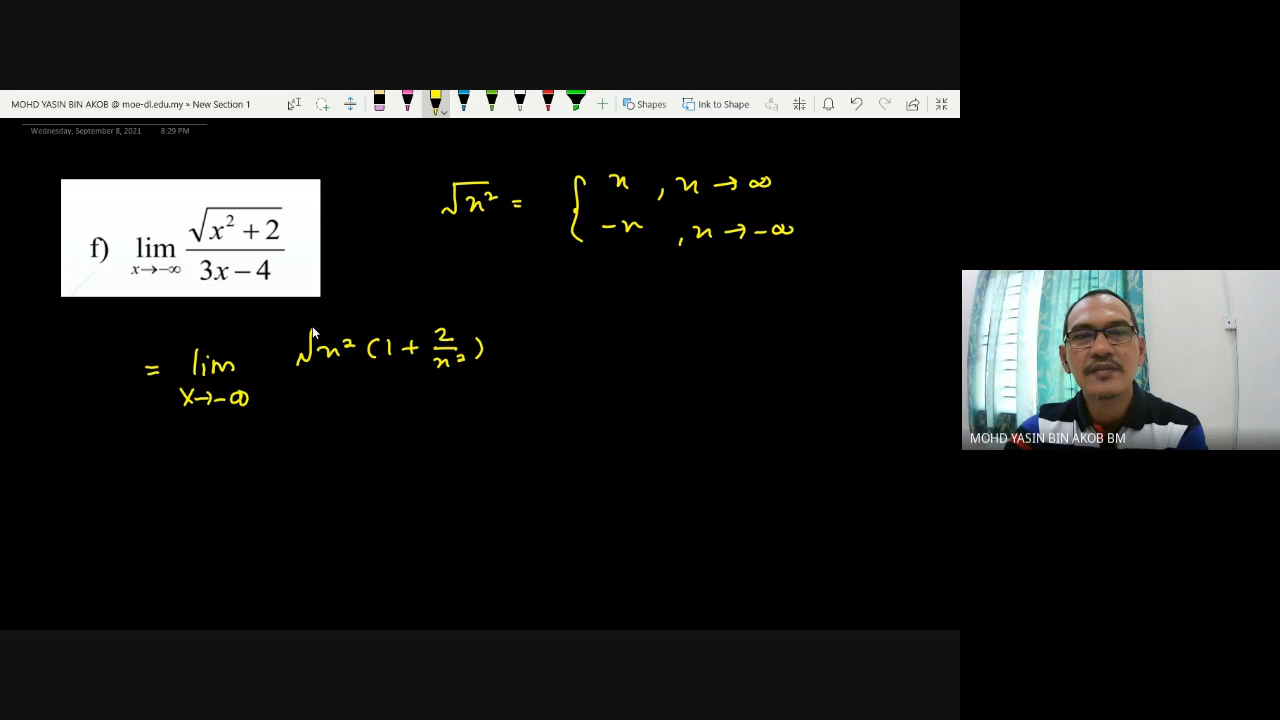 MOHD YASIN BIN AKOB @ moe-dl.edu.my » New Section 1
Shapes
Ink to Shape
Wednesday, September 8, 2021 8:29 PM
f) lim x→-∞ √(x² + 2) / (3x - 4)
√x² = { x , x → ∞
-x , x → -∞
= lim x→-∞ √x² (1 + 2/x²)
MOHD YASIN BIN AKOB BM